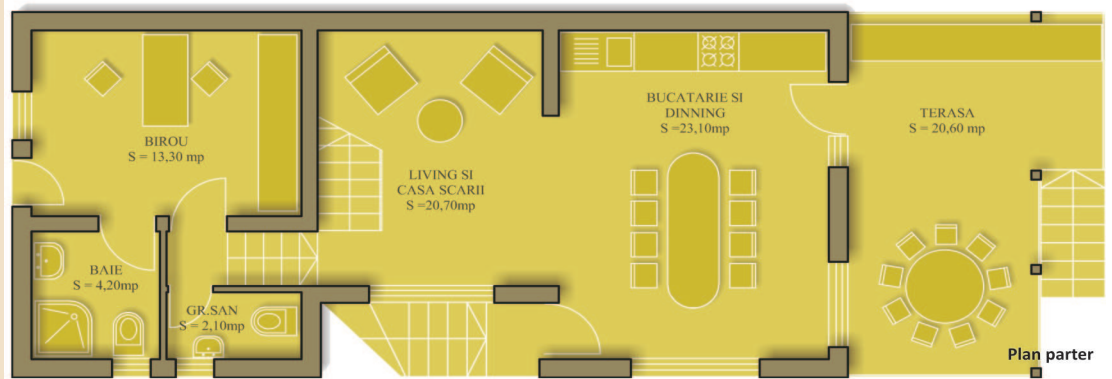 BIROU
S = 13,30 mp
LIVING SI
CASA SCARII
S =20,70mp
BUCATARIE SI
DINNING
S =23,10mp
TERASA
S = 20,60 mp
BAIE
S = 4,20mp
GR.SAN
S = 2,10mp
Plan parter